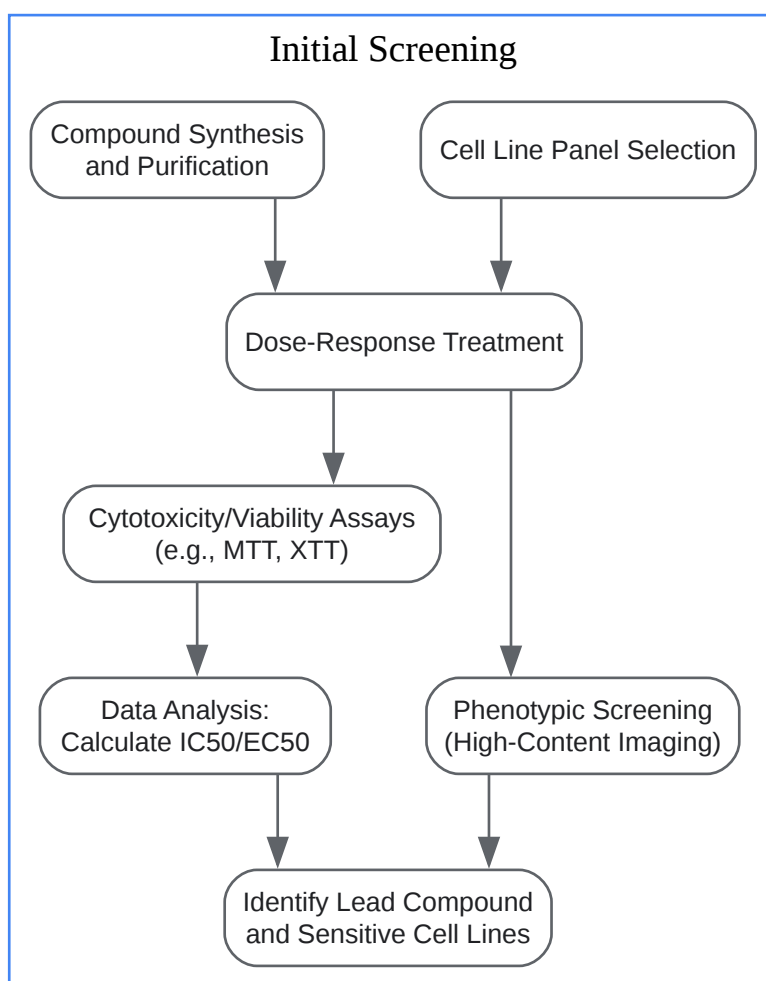 Initial Screening
Compound Synthesis
and Purification
Cell Line Panel Selection
Dose-Response Treatment
Cytotoxicity/Viability Assays
(e.g., MTT, XTT)
Data Analysis:
Calculate IC50/EC50
Phenotypic Screening
(High-Content Imaging)
Identify Lead Compound
and Sensitive Cell Lines